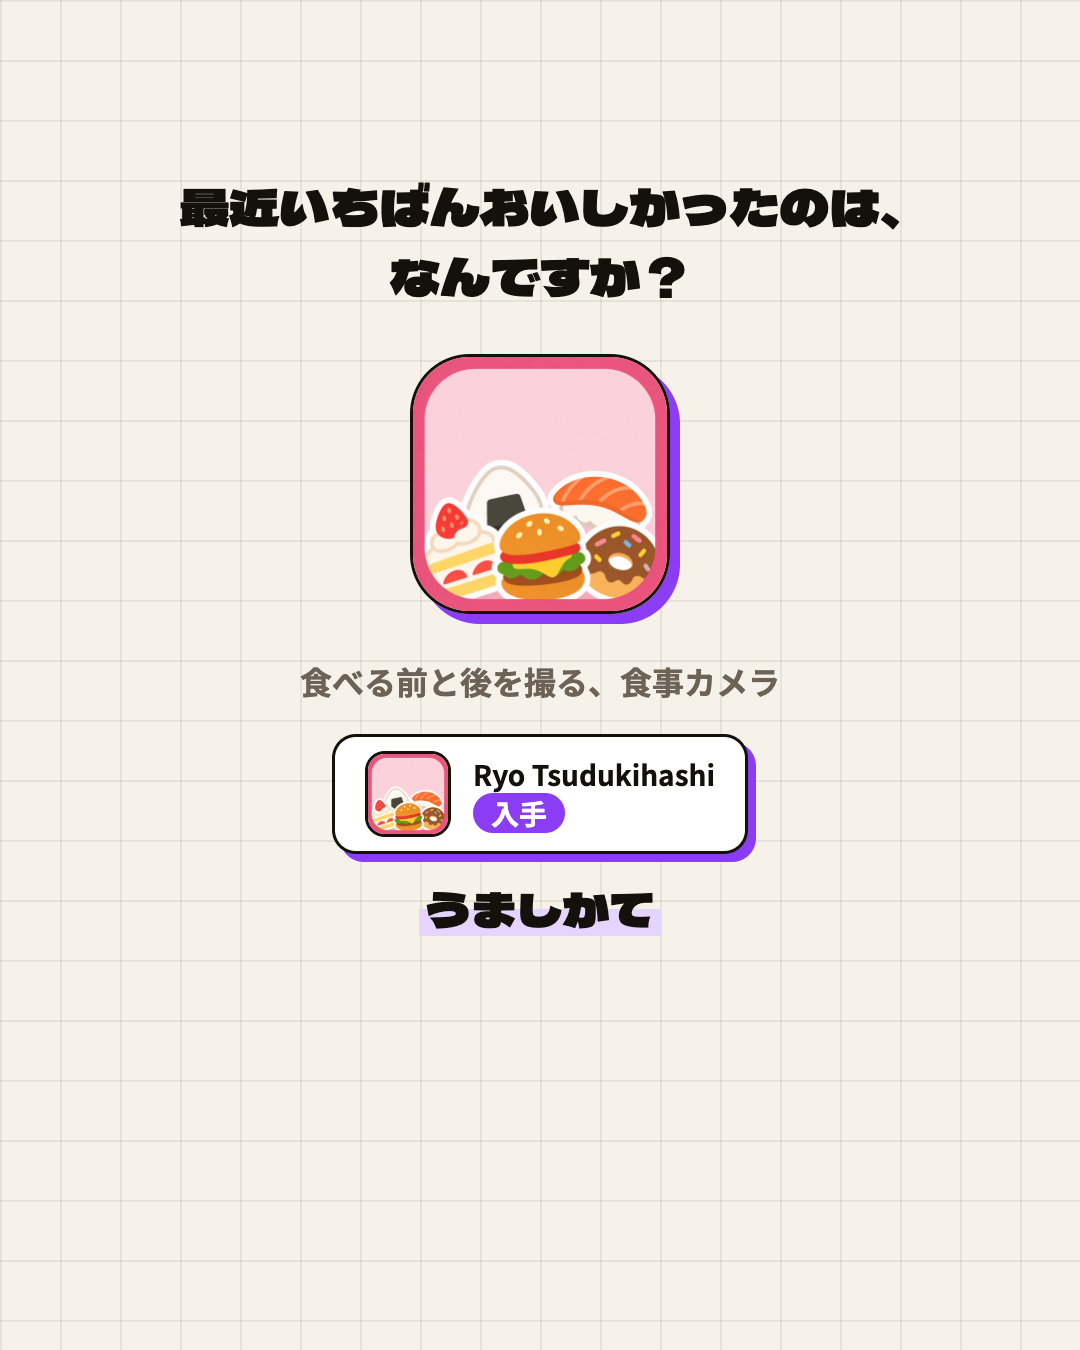 最近いちばんおいしかったのは、
なんですか？
食べる前と後を撮る、食事カメラ
Ryo Tsudukihashi
入手
うましかて